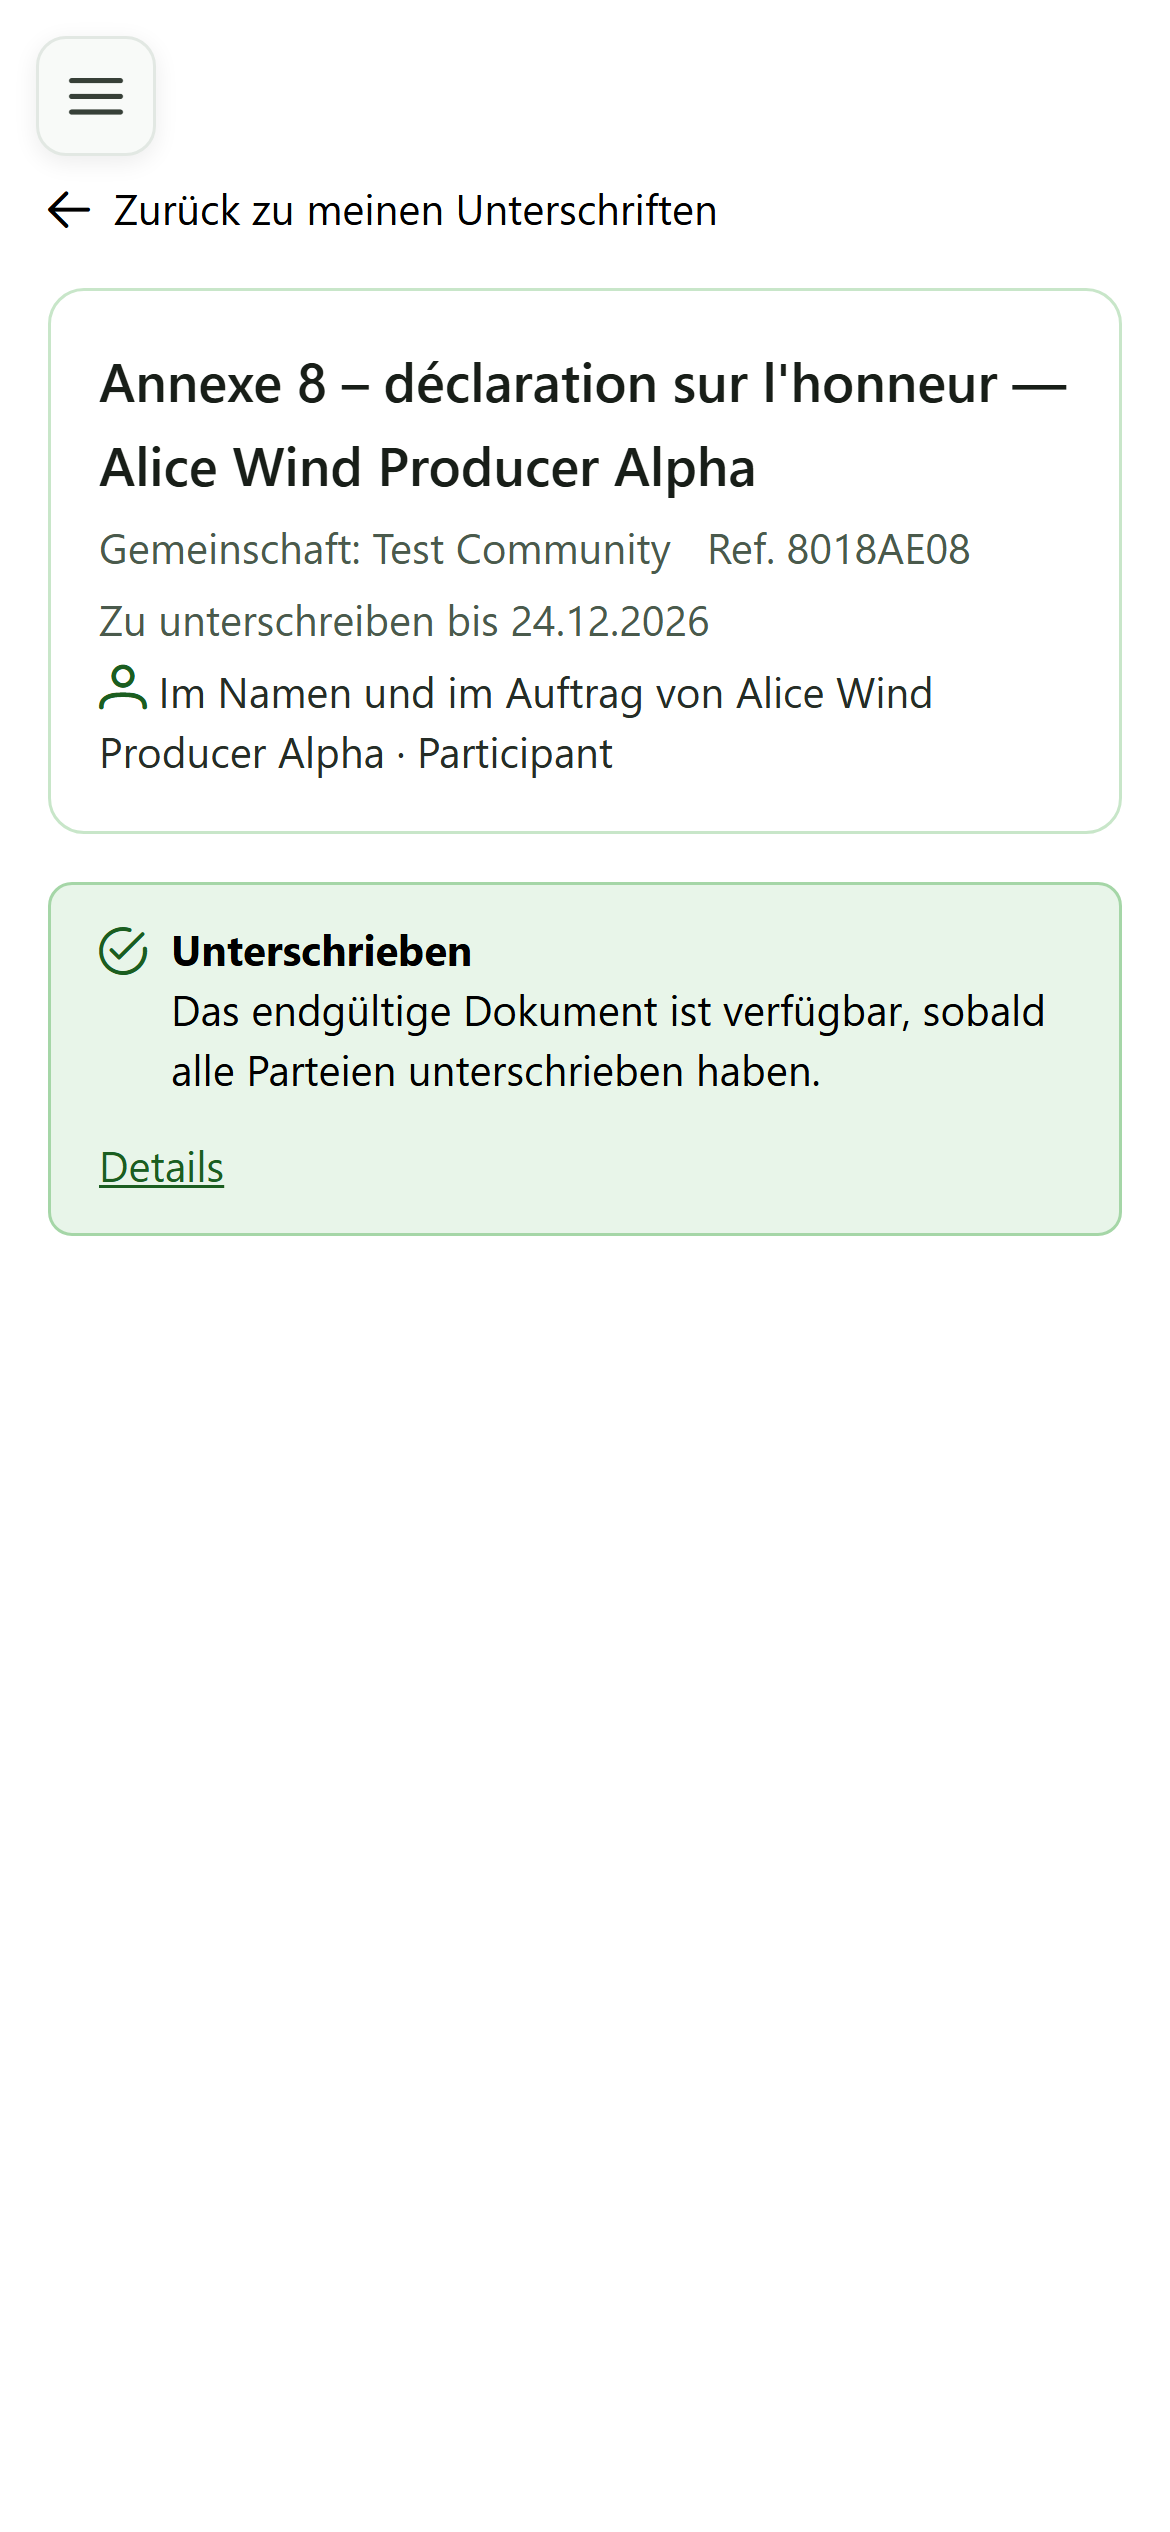 Zurück zu meinen Unterschriften
Annexe 8 – déclaration sur l'honneur —
Alice Wind Producer Alpha
Gemeinschaft: Test Community Ref. 8018AE08
Zu unterschreiben bis 24.12.2026
Im Namen und im Auftrag von Alice Wind
Producer Alpha · Participant
Unterschrieben
Das endgültige Dokument ist verfügbar, sobald
alle Parteien unterschrieben haben.
Details